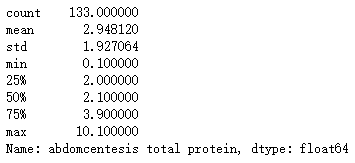 count    133.000000
mean       2.948120
std        1.927064
min        0.100000
25%        2.000000
50%        2.100000
75%        3.900000
max       10.100000
Name: abdomcentesis total protein, dtype: float64